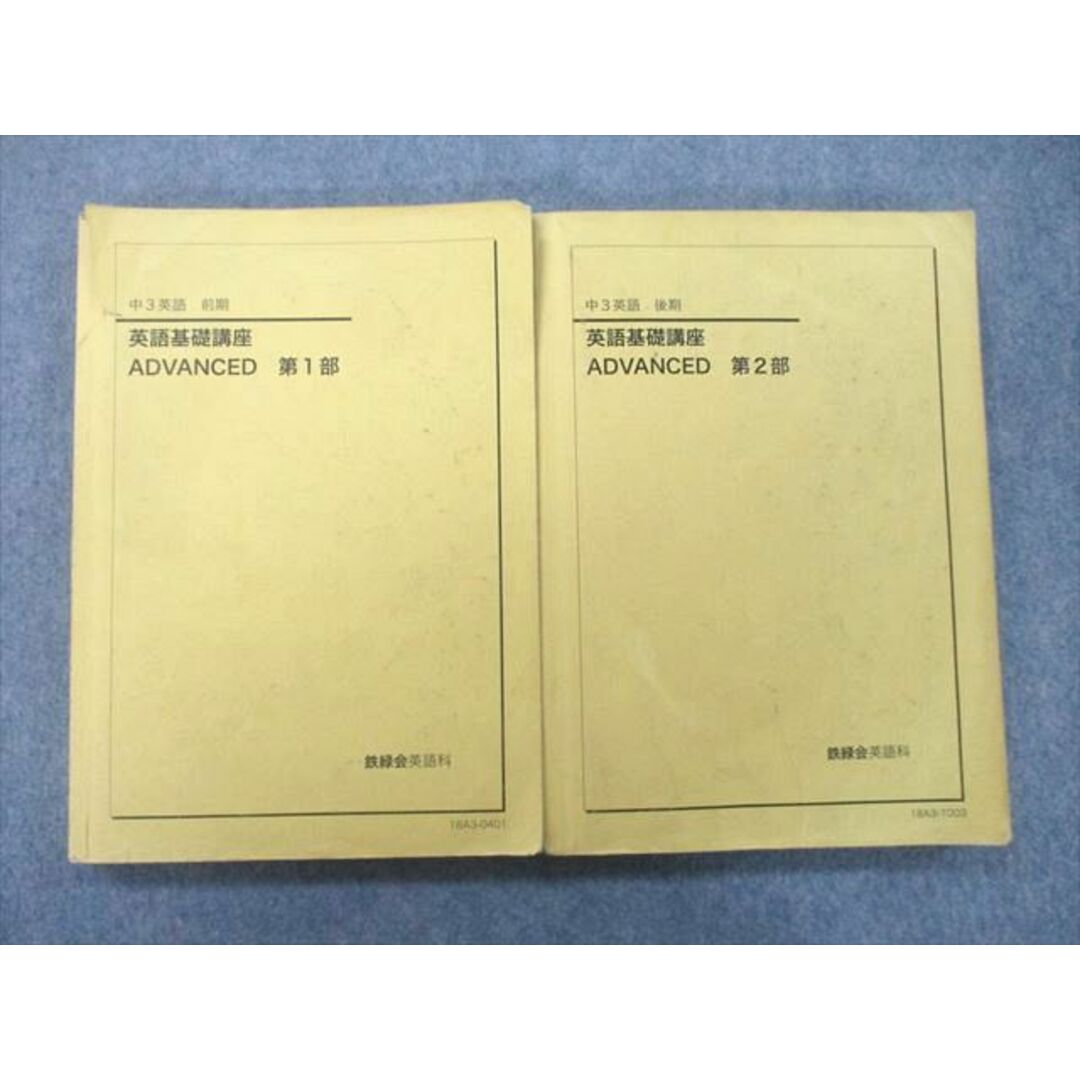 中3英語 前期
英語基礎講座
ADVANCED 第1部
鉄緑会英語科
18A3-0401
中3英語 後期
英語基礎講座
ADVANCED 第2部
鉄緑会英語科
18A3-1003